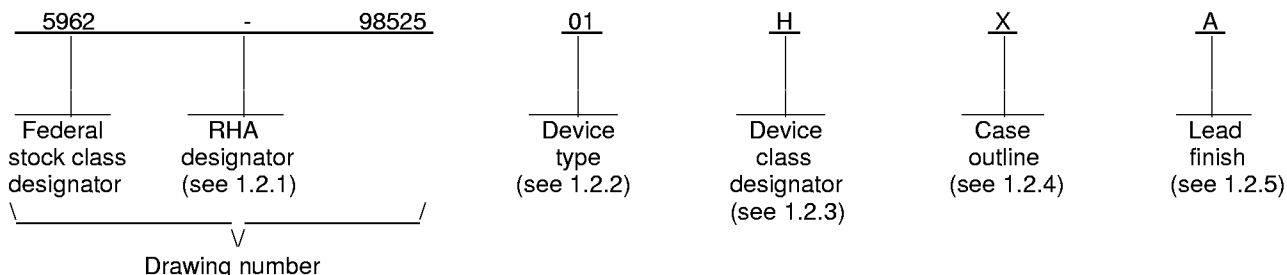 5962 - 98525 01 H X A
Federal stock class designator
RHA designator (see 1.2.1)
Device type (see 1.2.2)
Device class designator (see 1.2.3)
Case outline (see 1.2.4)
Lead finish (see 1.2.5)
Drawing number